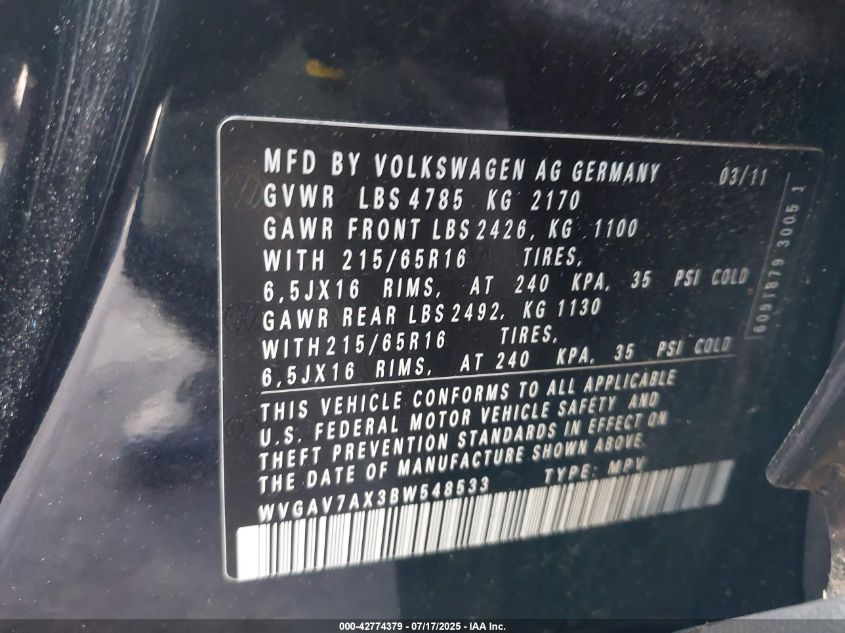 MFD BY VOLKSWAGEN AG GERMANY 03/11
GVWR LBS 4785 KG 2170
GAWR FRONT LBS 2426, KG 1100
WITH 215/65R16 TIRES,
6,5JX16 RIMS, AT 240 KPA, 35 PSI COLD
GAWR REAR LBS 2492, KG 1130
WITH 215/65R16 TIRES,
6,5JX16 RIMS, AT 240 KPA, 35 PSI COLD
THIS VEHICLE CONFORMS TO ALL APPLICABLE
U.S. FEDERAL MOTOR VEHICLE SAFETY AND
THEFT PREVENTION STANDARDS IN EFFECT ON
THE DATE OF MANUFACTURE SHOWN ABOVE.
WVGAV7AX3BW548533 TYPE: MPV
000-42774379 - 07/17/2025 - IAA Inc.